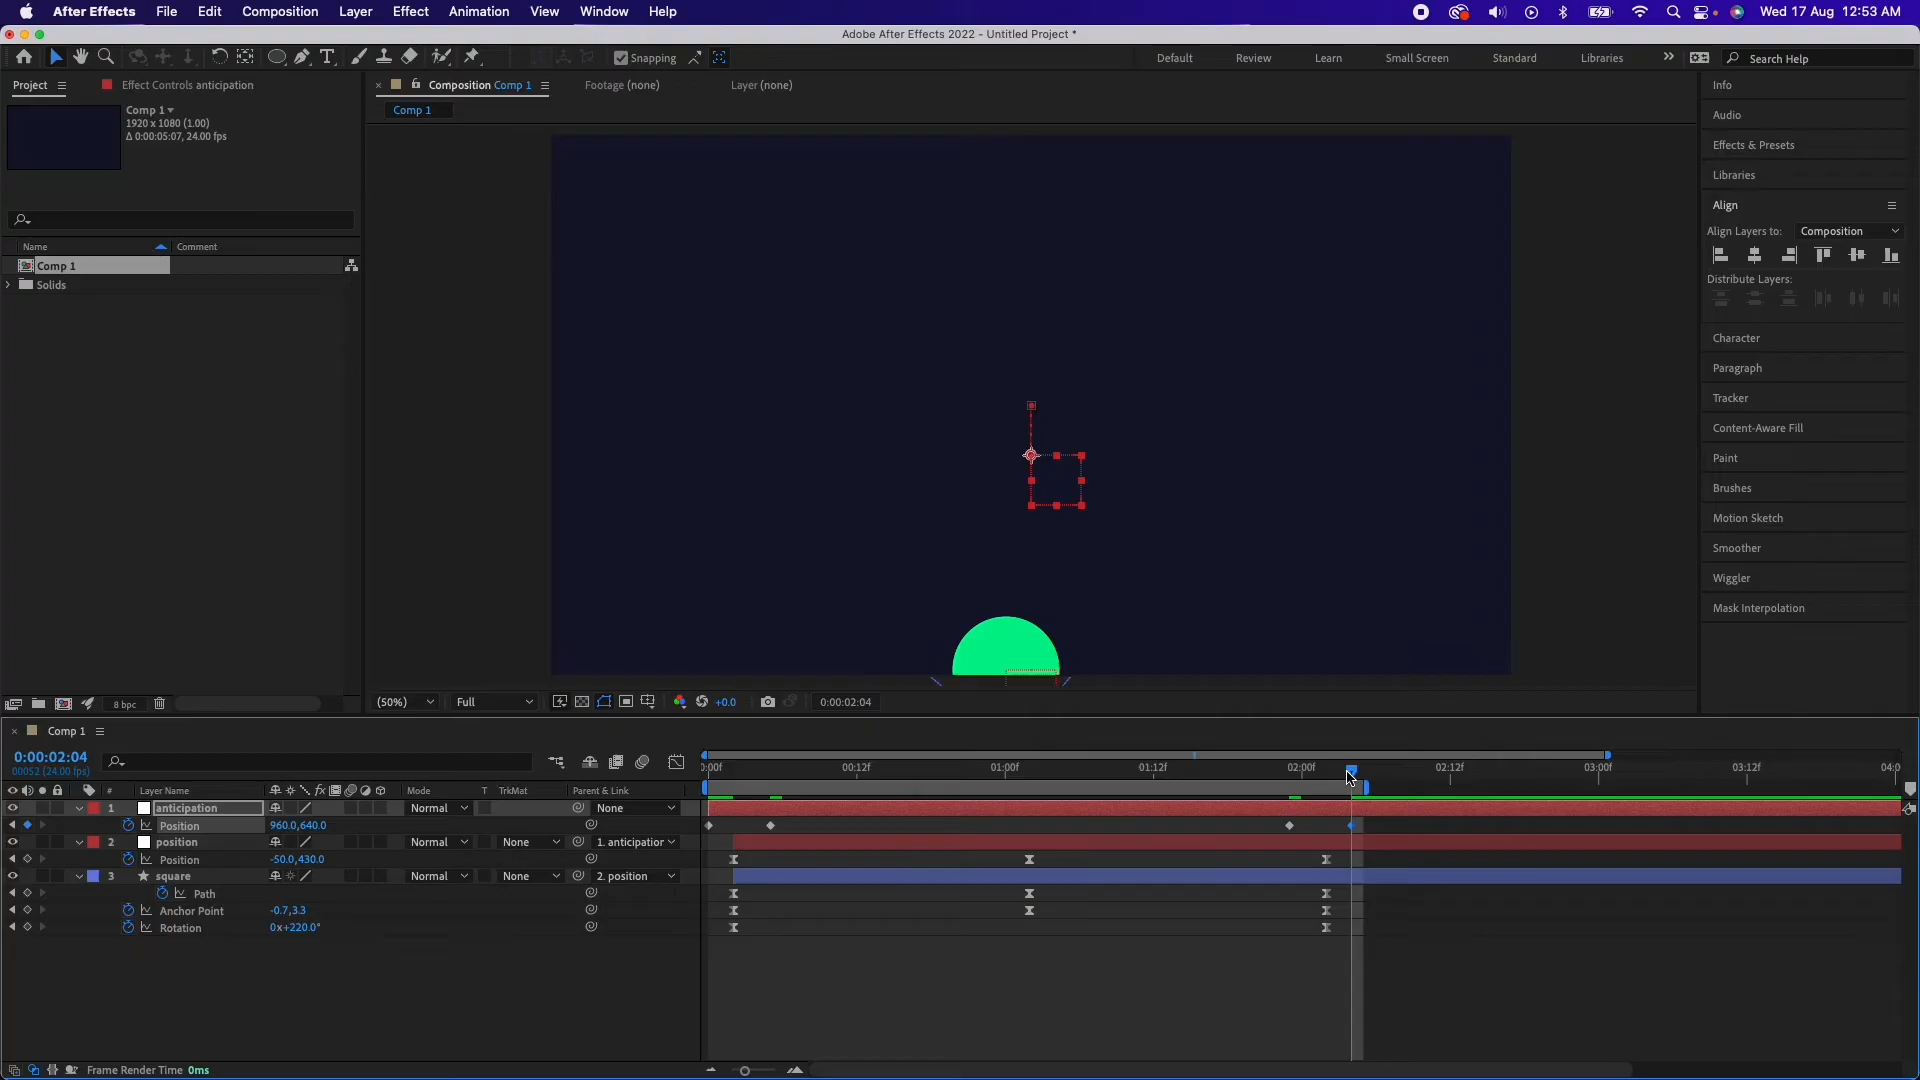 After Effects File Edit Composition Layer Effect Animation View Window Help Wed 17 Aug 12:53 AM
Adobe After Effects 2022 - Untitled Project *
Snapping Default Review Learn Small Screen Standard Libraries Search Help
Project Effect Controls anticipation Composition Comp 1 Footage (none) Layer (none) Info
Comp 1
1920 x 1080 (1.00)
Δ 0:00:05:07, 24.00 fps
Comp 1
Audio
Effects & Presets
Libraries
Align
Align Layers to: Composition
Distribute Layers:
Name Comment
Comp 1
Solids
Character
Paragraph
Tracker
Content-Aware Fill
Paint
Brushes
Motion Sketch
Smoother
Wiggler
Mask Interpolation
8 bpc (50%) Full +0.0 0:00:02:04
Comp 1
0:00:02:04
00052 (24.00 fps)
0:00f 00:12f 01:00f 01:12f 02:00f 02:12f 03:00f 03:12f 04:0
# Layer Name Mode T TrkMat Parent & Link
1 anticipation Normal None
Position 960.0,640.0
2 position Normal None 1. anticipation
Position -50.0,430.0
3 square Normal None 2. position
Path
Anchor Point -0.7,3.3
Rotation 0x+220.0°
Frame Render Time 0ms